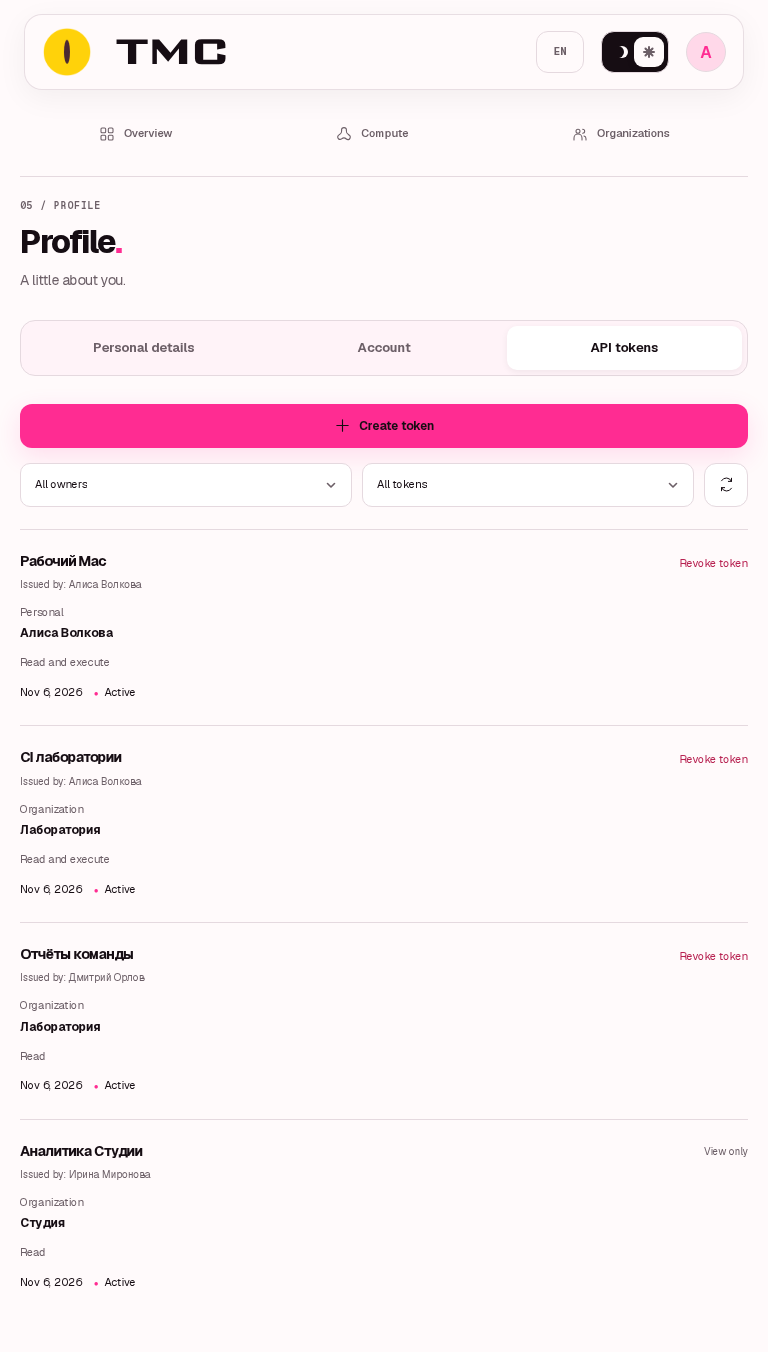 TMC
EN
A
Overview
Compute
Organizations
05 / PROFILE
Profile.
A little about you.
Personal details
Account
API tokens
Create token
All owners
All tokens
Рабочий Mac
Revoke token
Issued by: Алиса Волкова
Personal
Алиса Волкова
Read and execute
Nov 6, 2026
Active
CI лаборатории
Revoke token
Issued by: Алиса Волкова
Organization
Лаборатория
Read and execute
Nov 6, 2026
Active
Отчёты команды
Revoke token
Issued by: Дмитрий Орлов
Organization
Лаборатория
Read
Nov 6, 2026
Active
Аналитика Студии
View only
Issued by: Ирина Миронова
Organization
Студия
Read
Nov 6, 2026
Active